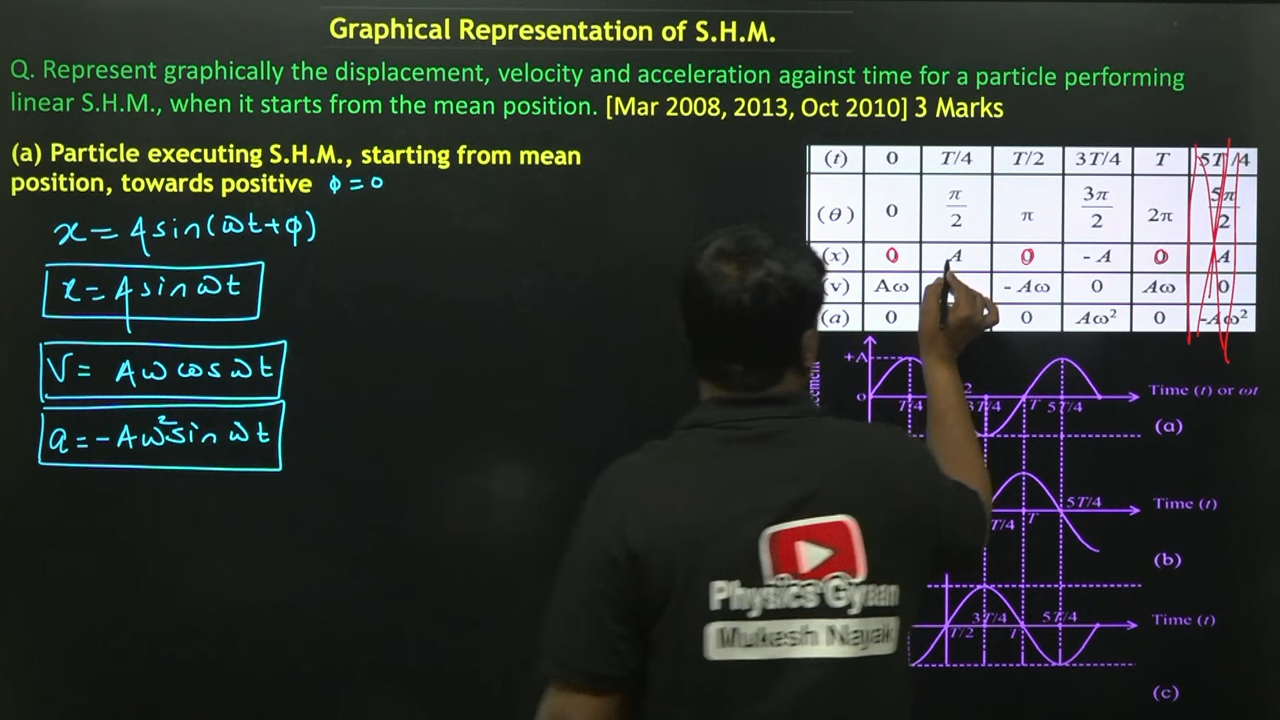 Graphical Representation of S.H.M.
Q. Represent graphically the displacement, velocity and acceleration against time for a particle performing
linear S.H.M., when it starts from the mean position. [Mar 2008, 2013, Oct 2010] 3 Marks
(a) Particle executing S.H.M., starting from mean
position, towards positive ϕ = 0
x = A sin(ωt+ϕ)
x = A sin ωt
V = Aω cos ωt
a = -Aω² sin ωt
(t) 0 T/4 T/2 3T/4 T 5T/4
(θ) 0 π/2 π 3π/2 2π 5π/2
(x) 0 A 0 - A 0 A
(v) Aω - Aω 0 Aω 0
(a) 0 0 Aω² 0 -Aω²
+A
o T/4 3T/4 T 5T/4 Time (t) or ωt
(a)
T/4 T 5T/4 Time (t)
(b)
T/2 3T/4 T 5T/4 Time (t)
(c)
Physics Gyaan
Mukesh Nayak